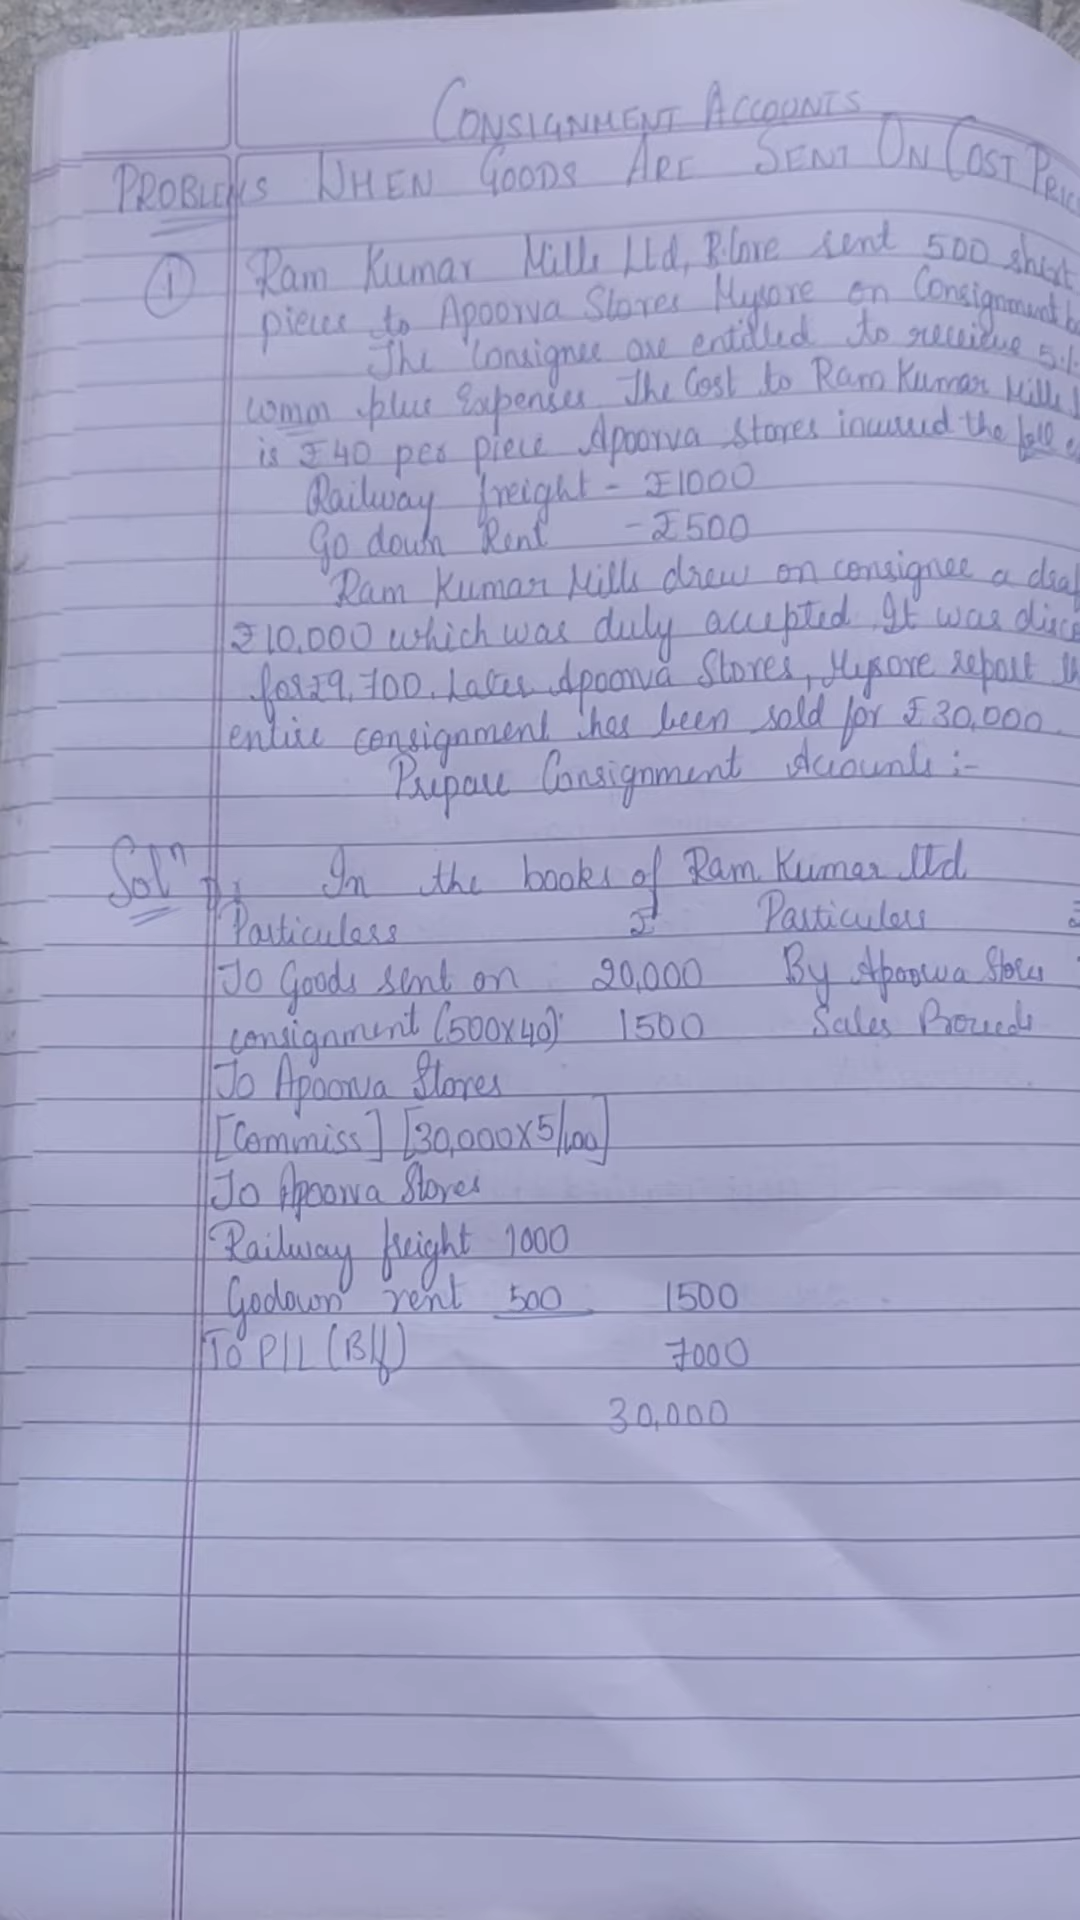 CONSIGNMENT ACCOUNTS
PROBLEMS WHEN GOODS ARE SENT ON COST PRIC
① Ram Kumar Mills Ltd, B'lore sent 500 shirt
pieces to Apoorva Stores Mysore on Consignment
The Consignee are entitled to receive 5%
comm plus Expenses The Cost to Ram Kumar Mills
is ₹40 per piece Apoorva Stores incurred the foll
Railway freight - ₹1000
Go down Rent - ₹500
Ram Kumar Mills drew on consignee a draf
₹10,000 which was duly accepted. It was disc
for ₹9,700. Later Apoorva Stores, Mysore report
entire consignment has been sold for ₹30,000.
Prepare Consignment Accounts :-
Solⁿ In the books of Ram Kumar ltd
Particulars ₹ Particulars
To Goods sent on 20,000 By Apoorva Stores
consignment (500x40) 1500 Sales Proceeds
To Apoorva Stores
[Commiss] [30,000x5/100]
To Apoorva Stores
Railway freight 1000
Godown rent 500 1500
To P/L (B/f) 7000
30,000